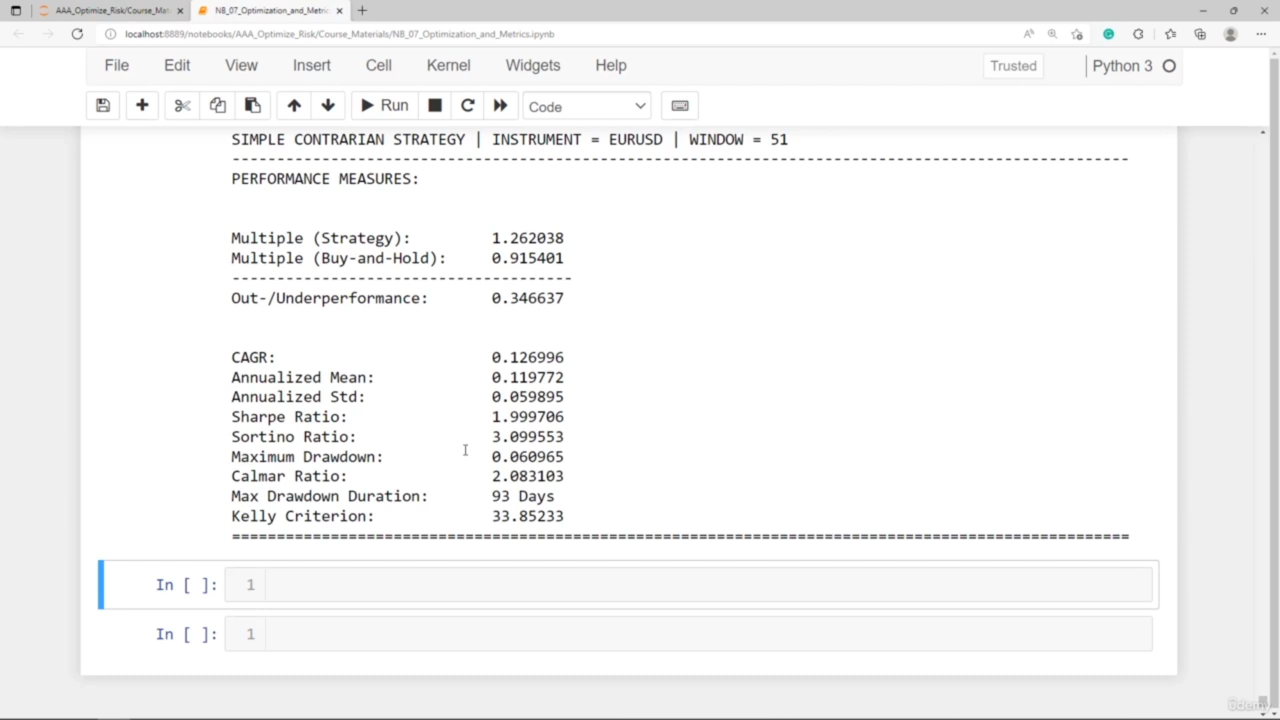 AAA_Optimize_Risk/Course_Mat
NB_07_Optimization_and_Metric
localhost:8889/notebooks/AAA_Optimize_Risk/Course_Materials/NB_07_Optimization_and_Metrics.ipynb
File Edit View Insert Cell Kernel Widgets Help Trusted Python 3
Run Code
SIMPLE CONTRARIAN STRATEGY | INSTRUMENT = EURUSD | WINDOW = 51
PERFORMANCE MEASURES:
Multiple (Strategy): 1.262038
Multiple (Buy-and-Hold): 0.915401
Out-/Underperformance: 0.346637
CAGR: 0.126996
Annualized Mean: 0.119772
Annualized Std: 0.059895
Sharpe Ratio: 1.999706
Sortino Ratio: 3.099553
Maximum Drawdown: 0.060965
Calmar Ratio: 2.083103
Max Drawdown Duration: 93 Days
Kelly Criterion: 33.85233
In [ ]: 1
In [ ]: 1
Udemy